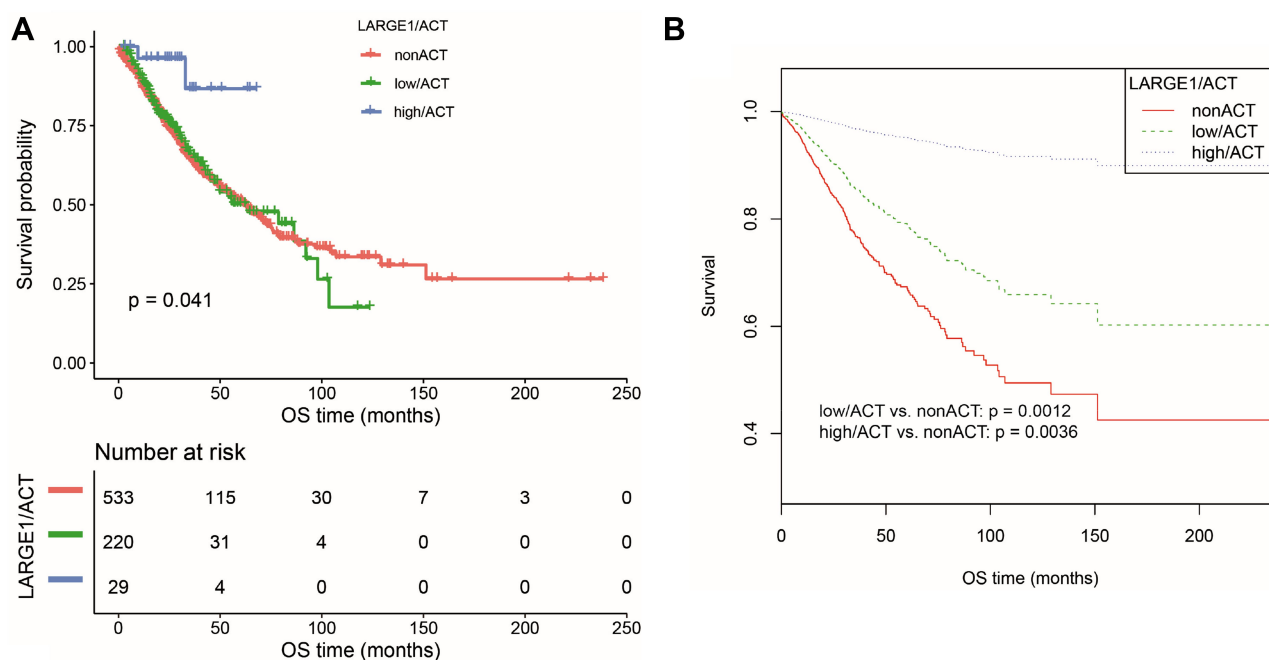 A
LARGE1/ACT
nonACT
low/ACT
high/ACT
Survival probability
1.00
0.75
0.50
0.25
0.00
p = 0.041
0 50 100 150 200 250
OS time (months)
Number at risk
LARGE1/ACT
533 115 30 7 3 0
220 31 4 0 0 0
29 4 0 0 0 0
0 50 100 150 200 250
OS time (months)
B
LARGE1/ACT
nonACT
low/ACT
high/ACT
Survival
1.0
0.8
0.6
0.4
low/ACT vs. nonACT: p = 0.0012
high/ACT vs. nonACT: p = 0.0036
0 50 100 150 200
OS time (months)